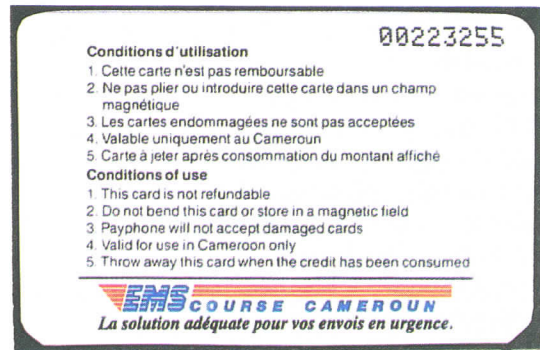 00223255
Conditions d'utilisation
1. Cette carte n'est pas remboursable
2. Ne pas plier ou introduire cette carte dans un champ
magnétique
3. Les cartes endommagées ne sont pas acceptées
4. Valable uniquement au Cameroun
5. Carte à jeter après consommation du montant affiché
Conditions of use
1. This card is not refundable
2. Do not bend this card or store in a magnetic field
3. Payphone will not accept damaged cards
4. Valid for use in Cameroon only
5. Throw away this card when the credit has been consumed
EMS COURSE CAMEROUN
La solution adéquate pour vos envois en urgence.